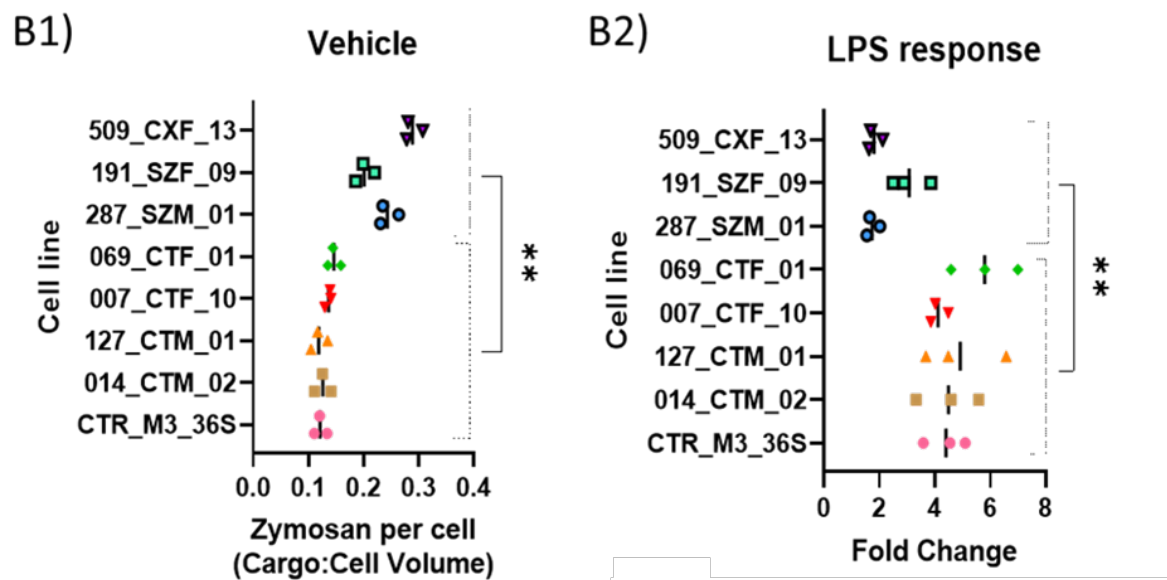 B1)
Vehicle
Cell line
509_CXF_13
191_SZF_09
287_SZM_01
069_CTF_01
007_CTF_10
127_CTM_01
014_CTM_02
CTR_M3_36S
**
0.0 0.1 0.2 0.3 0.4
Zymosan per cell
(Cargo:Cell Volume)
B2)
LPS response
Cell line
509_CXF_13
191_SZF_09
287_SZM_01
069_CTF_01
007_CTF_10
127_CTM_01
014_CTM_02
CTR_M3_36S
**
0 2 4 6 8
Fold Change